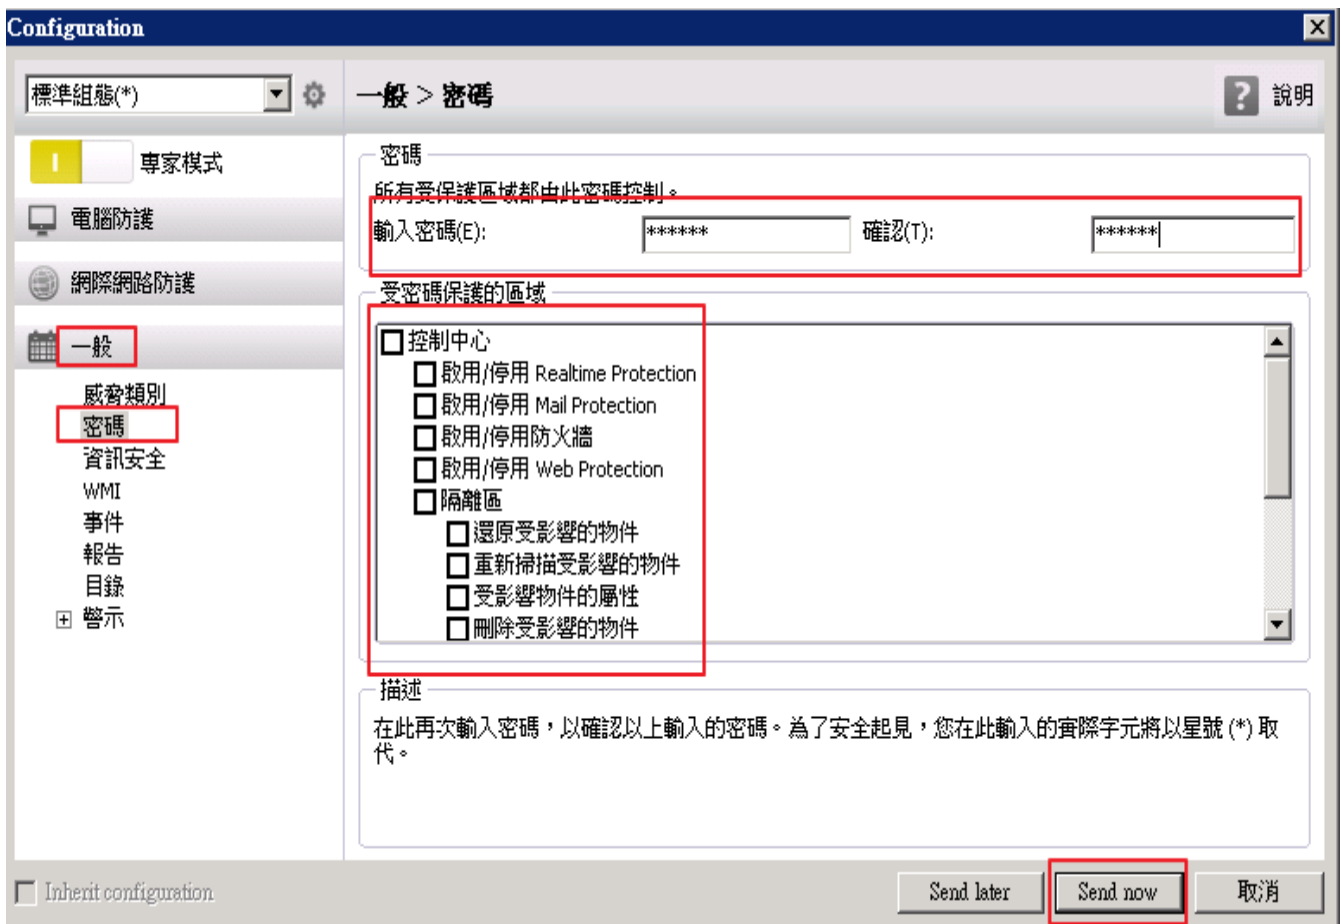 Configuration
標準組態(*)
一般 > 密碼
? 說明
專家模式
電腦防護
網際網路防護
一般
威脅類別
密碼
資訊安全
WMI
事件
報告
目錄
警示
密碼
所有受保護區域都由此密碼控制。
輸入密碼(E): ****** 確認(T): ******
受密碼保護的區域
控制中心
啟用/停用 Realtime Protection
啟用/停用 Mail Protection
啟用/停用防火牆
啟用/停用 Web Protection
隔離區
還原受影響的物件
重新掃描受影響的物件
受影響物件的屬性
刪除受影響的物件
描述
在此再次輸入密碼，以確認以上輸入的密碼。為了安全起見，您在此輸入的實際字元將以星號 (*) 取
代。
Inherit configuration
Send later
Send now
取消